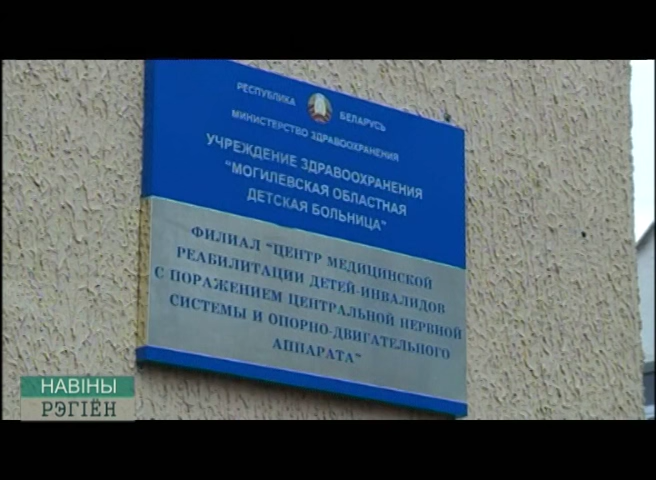 РЕСПУБЛИКА БЕЛАРУСЬ
МИНИСТЕРСТВО ЗДРАВООХРАНЕНИЯ
УЧРЕЖДЕНИЕ ЗДРАВООХРАНЕНИЯ
"МОГИЛЕВСКАЯ ОБЛАСТНАЯ
ДЕТСКАЯ БОЛЬНИЦА"
ФИЛИАЛ "ЦЕНТР МЕДИЦИНСКОЙ
РЕАБИЛИТАЦИИ ДЕТЕЙ-ИНВАЛИДОВ
С ПОРАЖЕНИЕМ ЦЕНТРАЛЬНОЙ НЕРВНОЙ
СИСТЕМЫ И ОПОРНО-ДВИГАТЕЛЬНОГО
АППАРАТА"
НАВІНЫ
РЭГІЁН